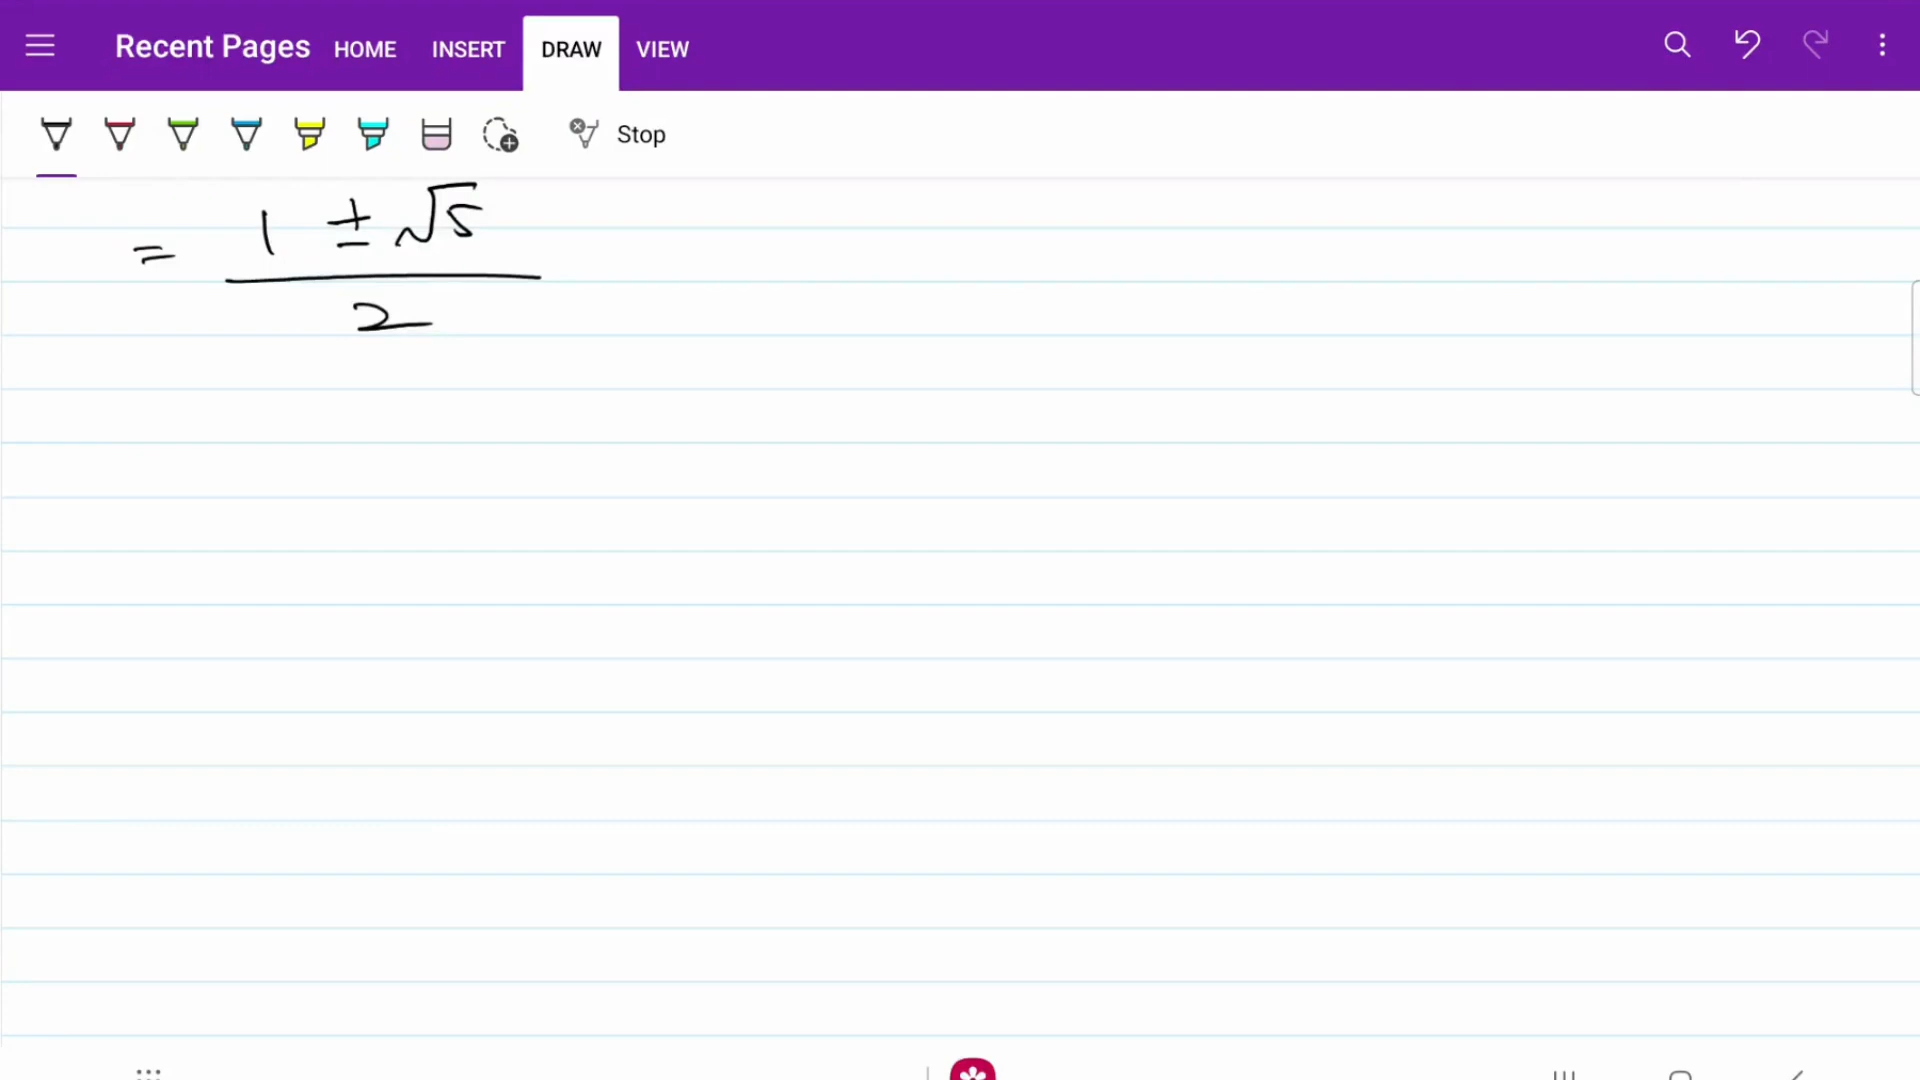 Recent Pages HOME INSERT DRAW VIEW
Stop
= (1 ± √5) / 2